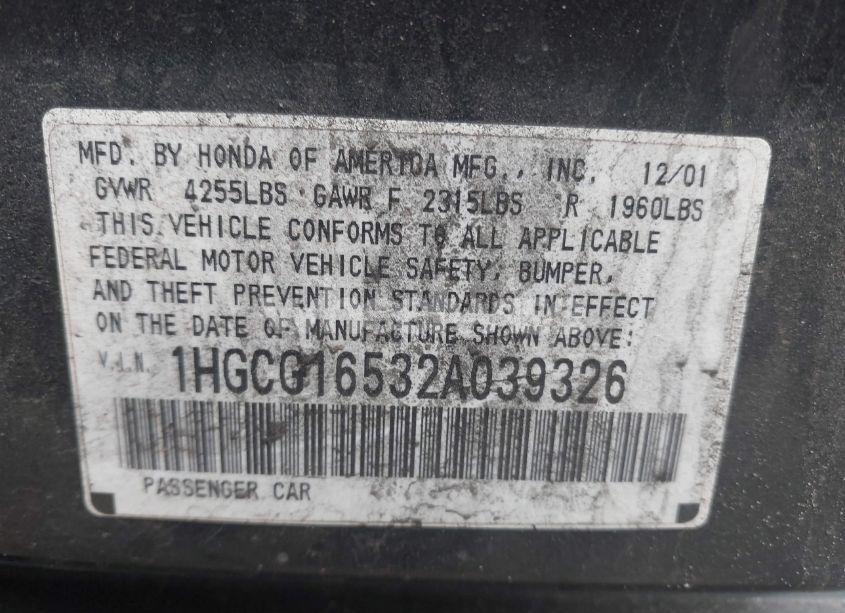 MFD. BY HONDA OF AMERICA MFG., INC. 12/01
GVWR 4255LBS GAWR F 2315LBS R 1960LBS
THIS VEHICLE CONFORMS TO ALL APPLICABLE
FEDERAL MOTOR VEHICLE SAFETY, BUMPER,
AND THEFT PREVENTION STANDARDS IN EFFECT
ON THE DATE OF MANUFACTURE SHOWN ABOVE:
V.I.N. 1HGCG16532A039326
PASSENGER CAR